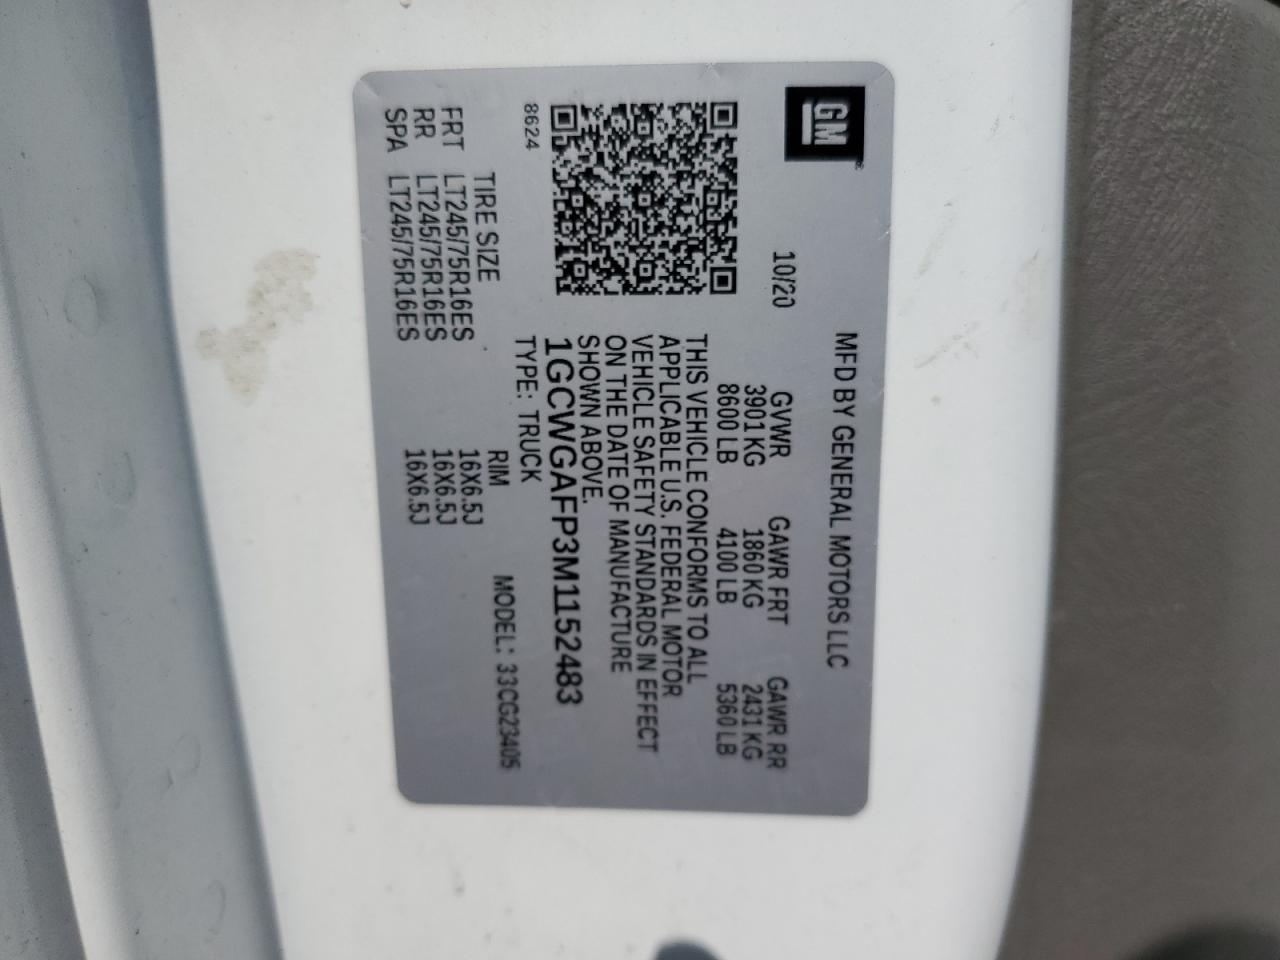 GM
MFD BY GENERAL MOTORS LLC
10/20 GVWR GAWR FRT GAWR RR
3901 KG 1860 KG 2431 KG
8600 LB 4100 LB 5360 LB
THIS VEHICLE CONFORMS TO ALL
APPLICABLE U.S. FEDERAL MOTOR
VEHICLE SAFETY STANDARDS IN EFFECT
ON THE DATE OF MANUFACTURE
SHOWN ABOVE.
1GCWGAFP3M1152483
8624 TYPE: TRUCK MODEL: 33CG23405
TIRE SIZE RIM
FRT LT245/75R16ES 16X6.5J
RR LT245/75R16ES 16X6.5J
SPA LT245/75R16ES 16X6.5J